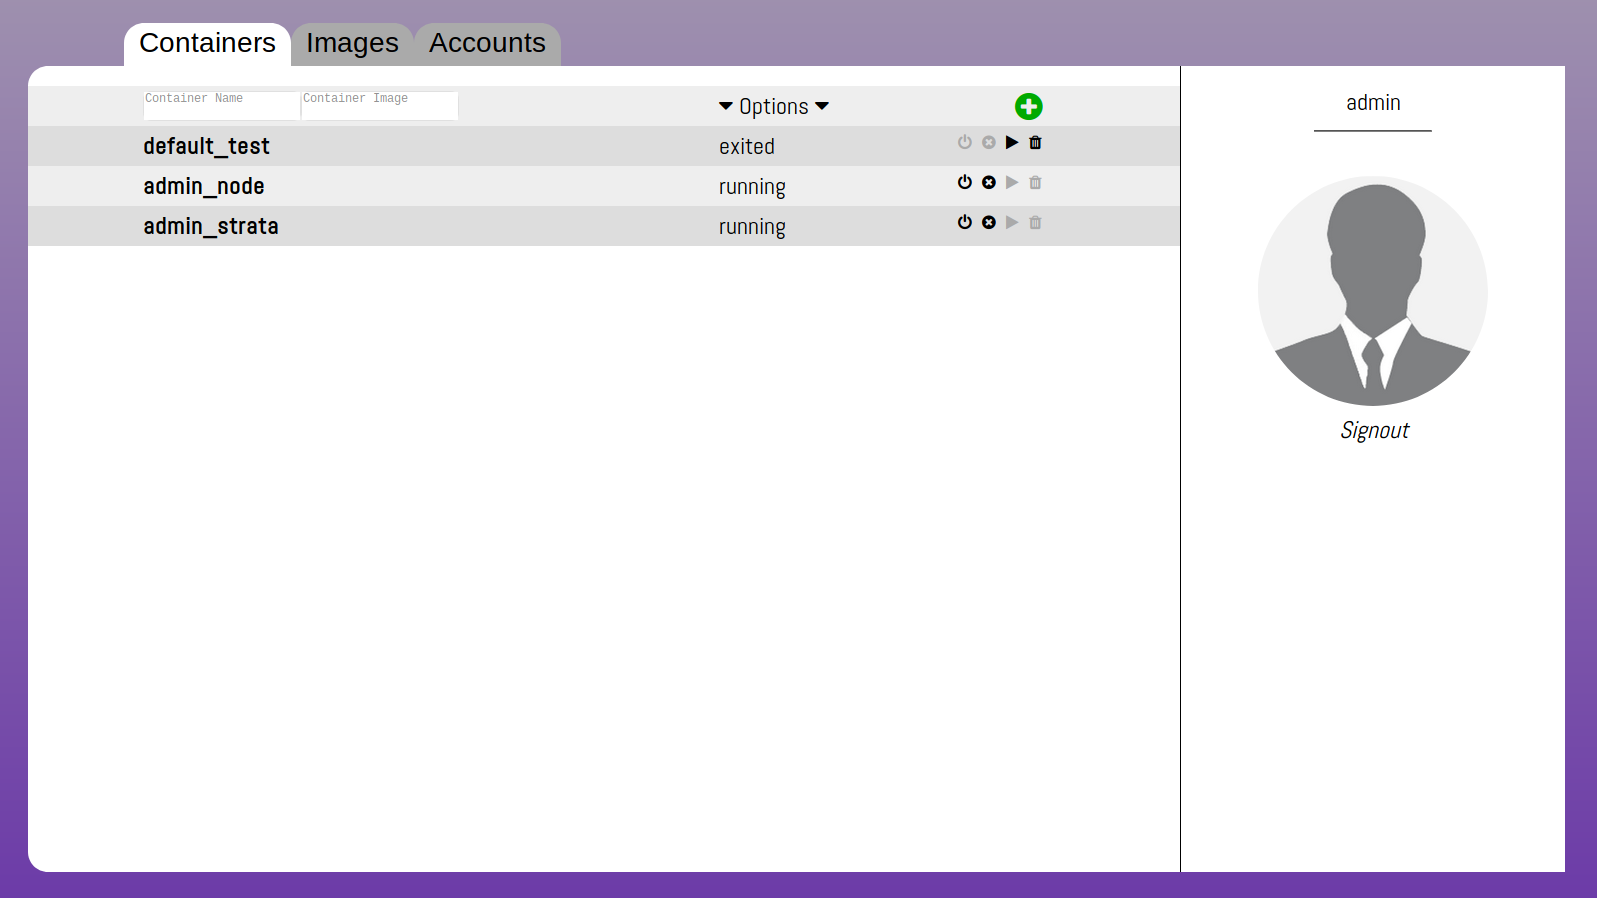 Containers Images Accounts
Container Name Container Image Options
default_test exited
admin_node running
admin_strata running
admin
Signout